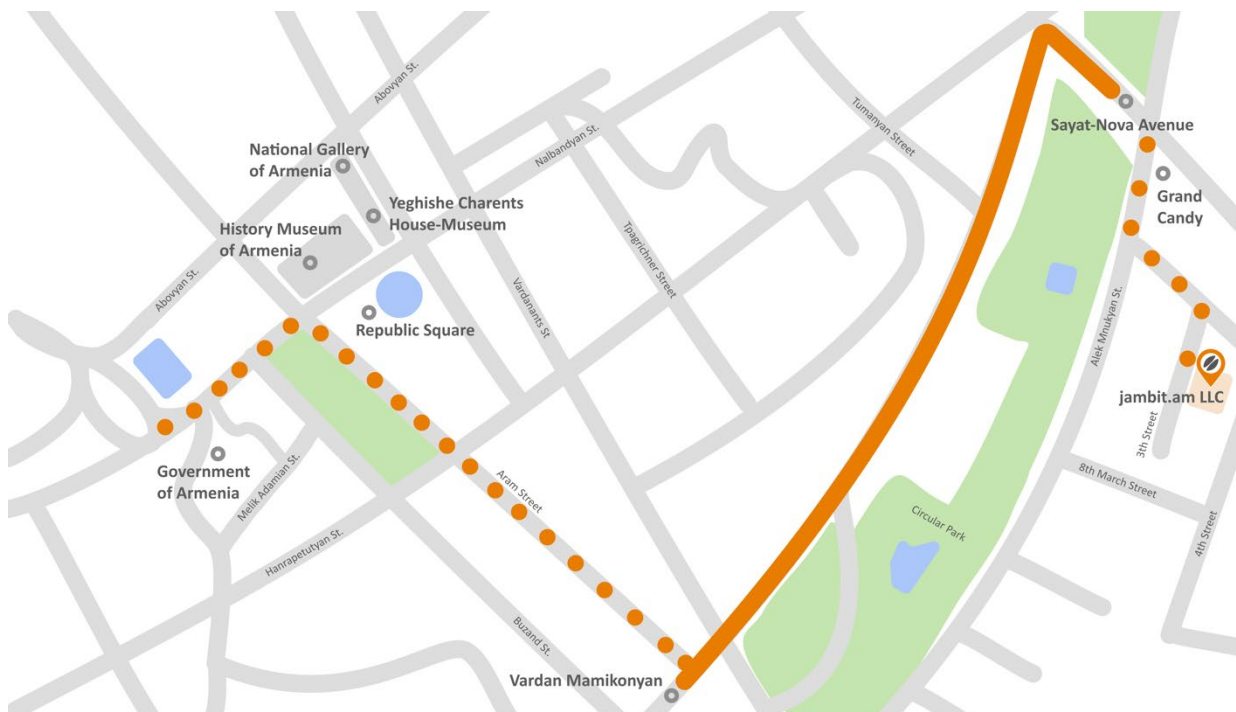 Abovyan St.
National Gallery
of Armenia
Yeghishe Charents
House-Museum
History Museum
of Armenia
Abovyan St.
Nalbandyan St.
Tumanyan Street
Sayat-Nova Avenue
Grand
Candy
Tpagrichner Street
Vardanants St
Republic Square
Alek Mnukyan St.
jambit.am LLC
3th Street
Government
of Armenia
Melik Adamian St.
Aram Street
8th March Street
Hanrapetutyan St.
Circular Park
4th Street
Buzand St.
Vardan Mamikonyan